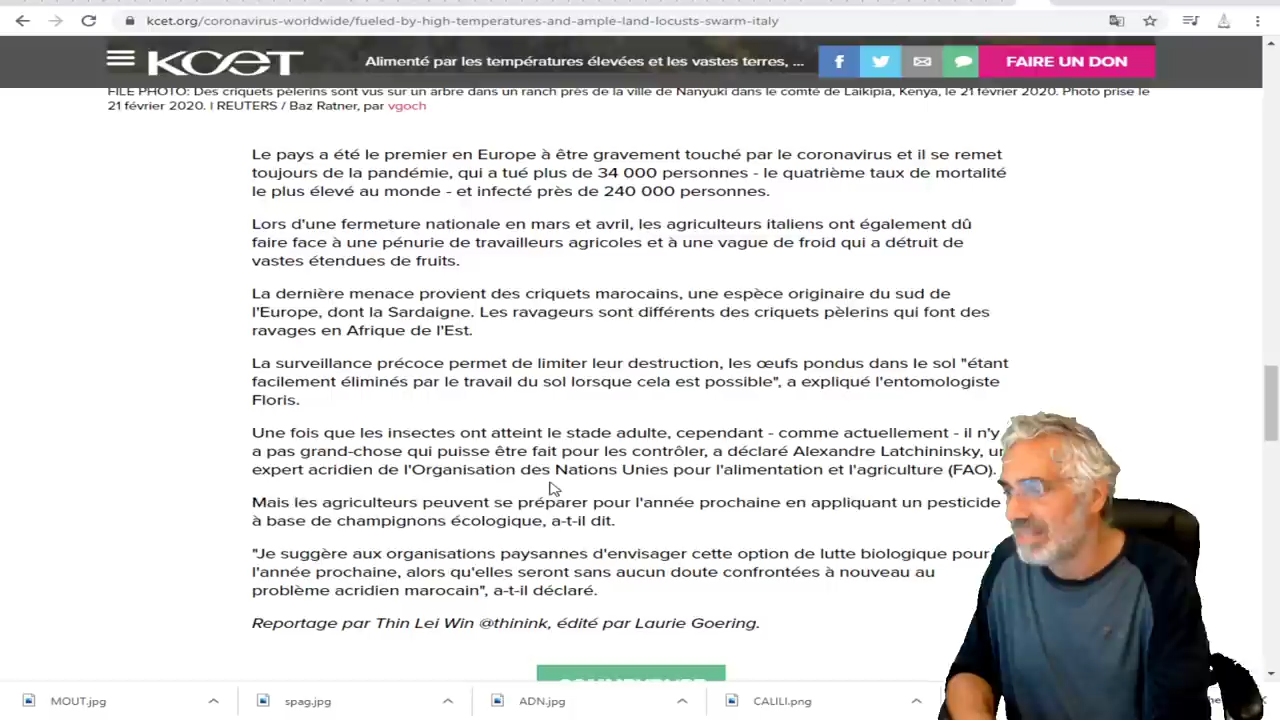 kcet.org/coronavirus-worldwide/fueled-by-high-temperatures-and-ample-land-locusts-swarm-italy
KCET
Alimenté par les températures élevées et les vastes terres, ...
FAIRE UN DON
FILE PHOTO: Des criquets pèlerins sont vus sur un arbre dans un ranch près de la ville de Nanyuki dans le comté de Laikipia, Kenya, le 21 février 2020. Photo prise le
21 février 2020. | REUTERS / Baz Ratner, par vgoch
Le pays a été le premier en Europe à être gravement touché par le coronavirus et il se remet
toujours de la pandémie, qui a tué plus de 34 000 personnes - le quatrième taux de mortalité
le plus élevé au monde - et infecté près de 240 000 personnes.
Lors d'une fermeture nationale en mars et avril, les agriculteurs italiens ont également dû
faire face à une pénurie de travailleurs agricoles et à une vague de froid qui a détruit de
vastes étendues de fruits.
La dernière menace provient des criquets marocains, une espèce originaire du sud de
l'Europe, dont la Sardaigne. Les ravageurs sont différents des criquets pèlerins qui font des
ravages en Afrique de l'Est.
La surveillance précoce permet de limiter leur destruction, les œufs pondus dans le sol "étant
facilement éliminés par le travail du sol lorsque cela est possible", a expliqué l'entomologiste
Floris.
Une fois que les insectes ont atteint le stade adulte, cependant - comme actuellement - il n'y
a pas grand-chose qui puisse être fait pour les contrôler, a déclaré Alexandre Latchininsky, un
expert acridien de l'Organisation des Nations Unies pour l'alimentation et l'agriculture (FAO).
Mais les agriculteurs peuvent se préparer pour l'année prochaine en appliquant un pesticide
à base de champignons écologique, a-t-il dit.
"Je suggère aux organisations paysannes d'envisager cette option de lutte biologique pour
l'année prochaine, alors qu'elles seront sans aucun doute confrontées à nouveau au
problème acridien marocain", a-t-il déclaré.
Reportage par Thin Lei Win @thinink, édité par Laurie Goering.
MOUT.jpg
spag.jpg
ADN.jpg
CALILI.png